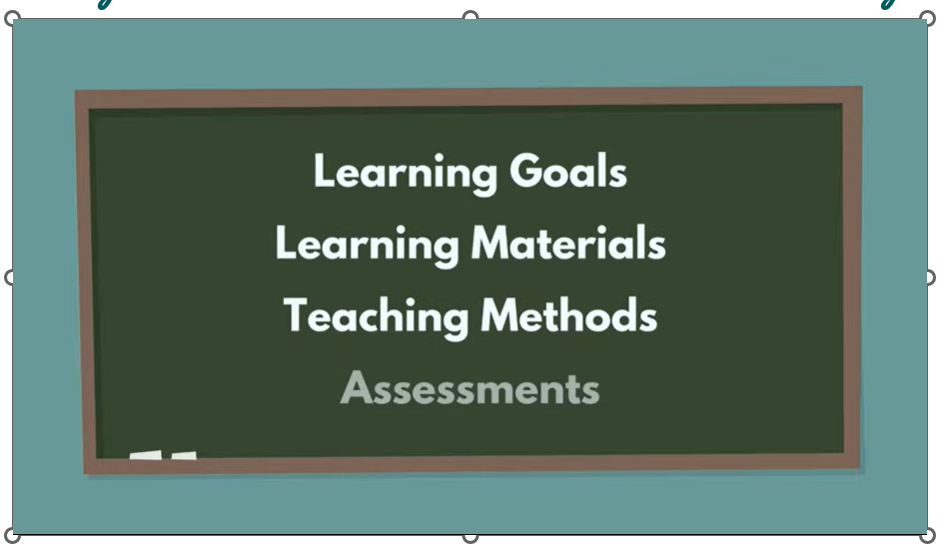 Learning Goals
Learning Materials
Teaching Methods
Assessments